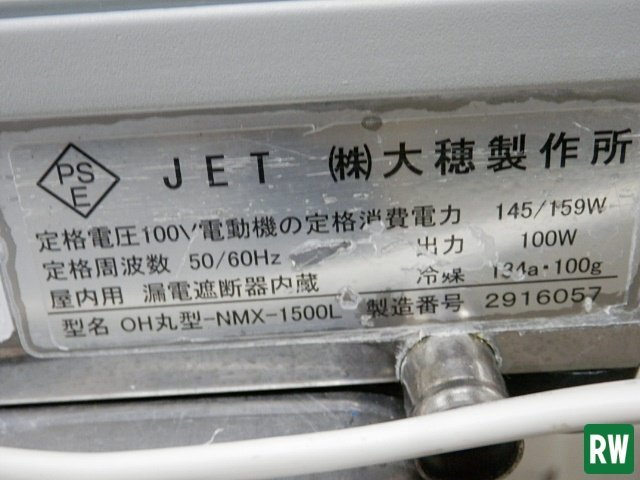 PS E JET (株)大穂製作所
定格電圧100V 電動機の定格消費電力 145/159W
定格周波数 50/60Hz 出力 100W
屋内用 漏電遮断器内蔵 冷媒 134a・100g
型名 OH丸型-NMX-1500L 製造番号 2916057
RW